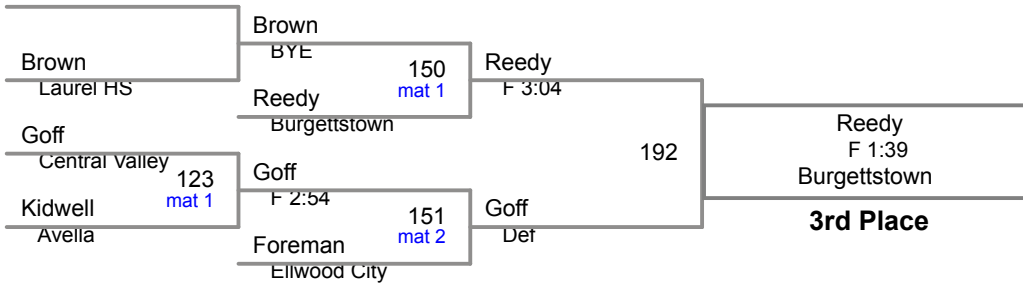 Brown
Laurel HS
Goff
Central Valley
123
mat 1
Kidwell
Avella
Brown
BYE
150
mat 1
Reedy
Burgettstown
Goff
F 2:54
151
mat 2
Foreman
Ellwood City
Reedy
F 3:04
192
Goff
Def
Reedy
F 1:39
Burgettstown
3rd Place